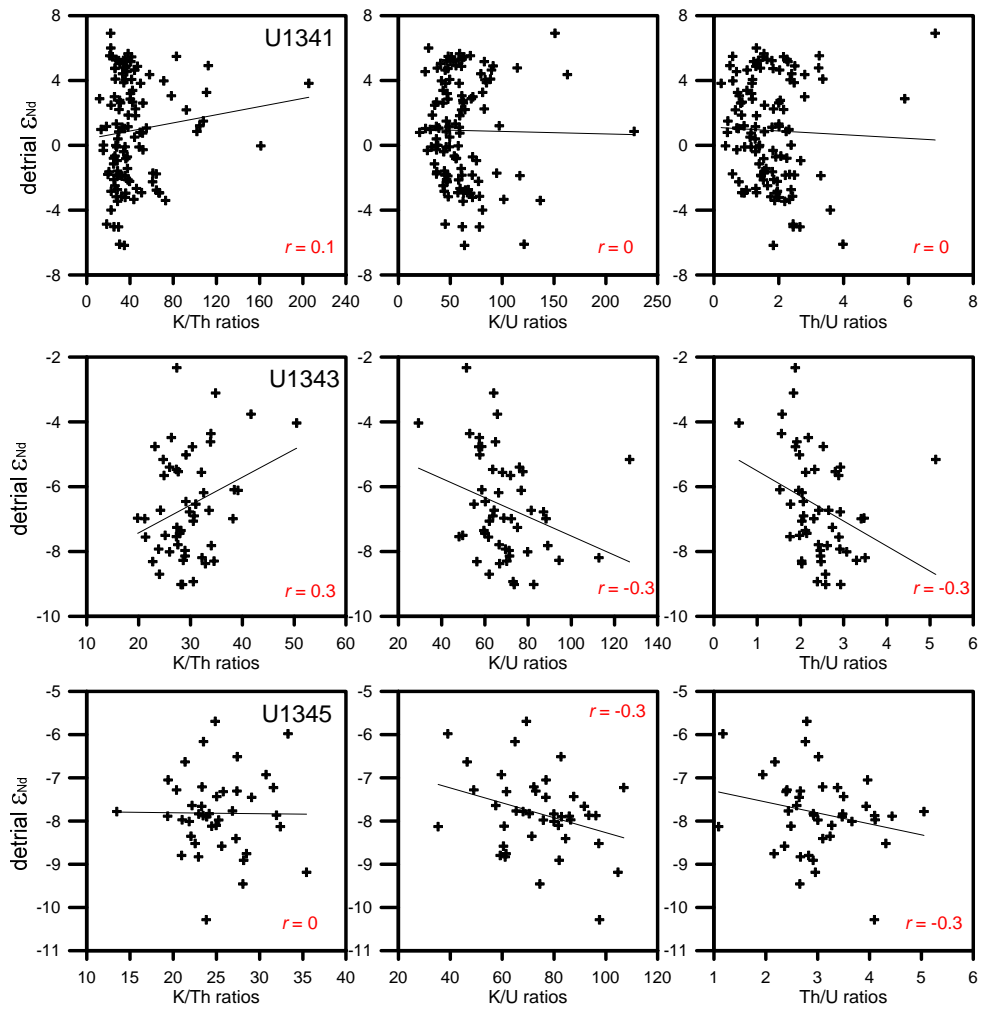 8
4
0
-4
-8
detrial εNd
U1341
r = 0.1
0 40 80 120 160 200 240
K/Th ratios
8
4
0
-4
-8
r = 0
0 50 100 150 200 250
K/U ratios
8
4
0
-4
-8
r = 0
0 2 4 6 8
Th/U ratios
-2
-4
-6
-8
-10
detrial εNd
U1343
r = 0.3
10 20 30 40 50 60
K/Th ratios
-2
-4
-6
-8
-10
r = -0.3
20 40 60 80 100 120 140
K/U ratios
-2
-4
-6
-8
-10
r = -0.3
0 1 2 3 4 5 6
Th/U ratios
-5
-6
-7
-8
-9
-10
-11
detrial εNd
U1345
r = 0
10 15 20 25 30 35 40
K/Th ratios
-5
-6
-7
-8
-9
-10
-11
r = -0.3
20 40 60 80 100 120
K/U ratios
-5
-6
-7
-8
-9
-10
-11
r = -0.3
1 2 3 4 5 6
Th/U ratios